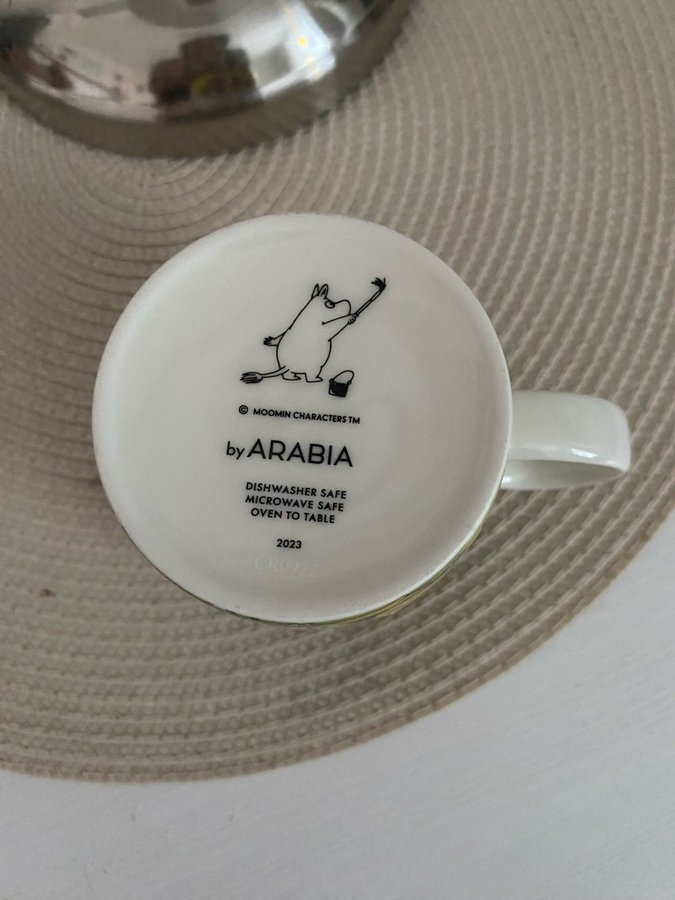 © MOOMIN CHARACTERS TM
by ARABIA
DISHWASHER SAFE
MICROWAVE SAFE
OVEN TO TABLE
2023